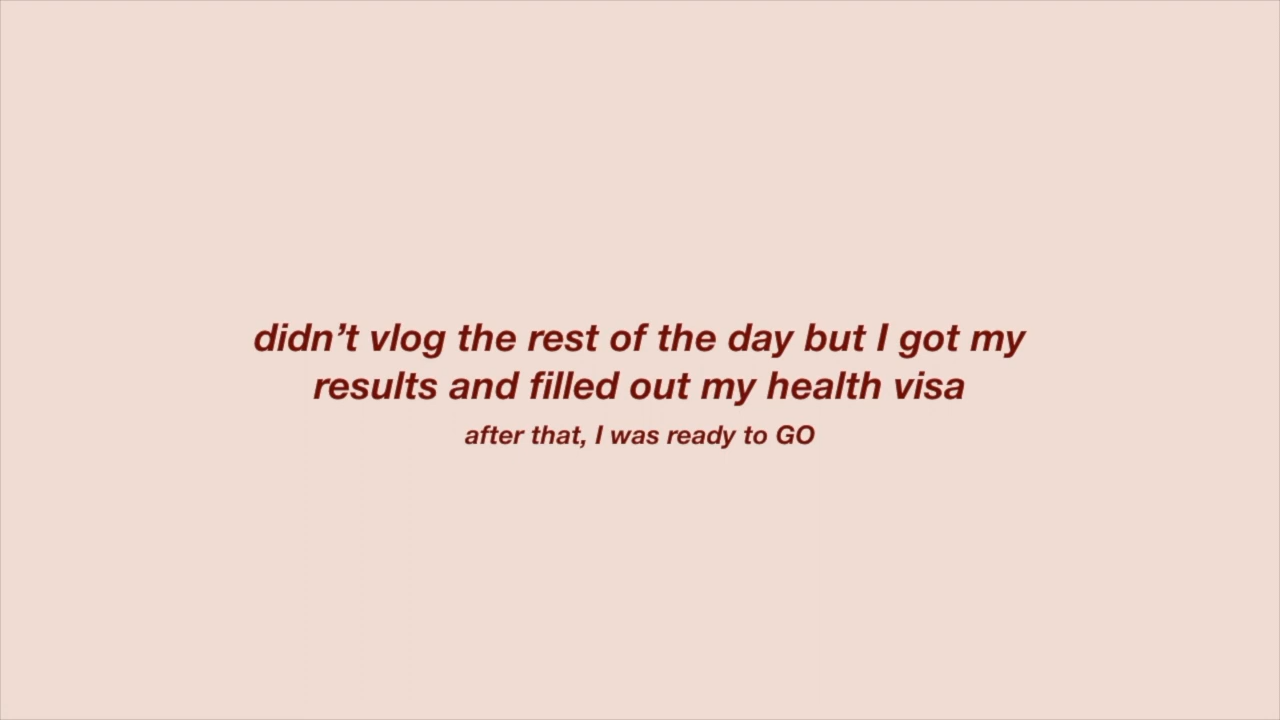 didn’t vlog the rest of the day but I got my
results and filled out my health visa
after that, I was ready to GO